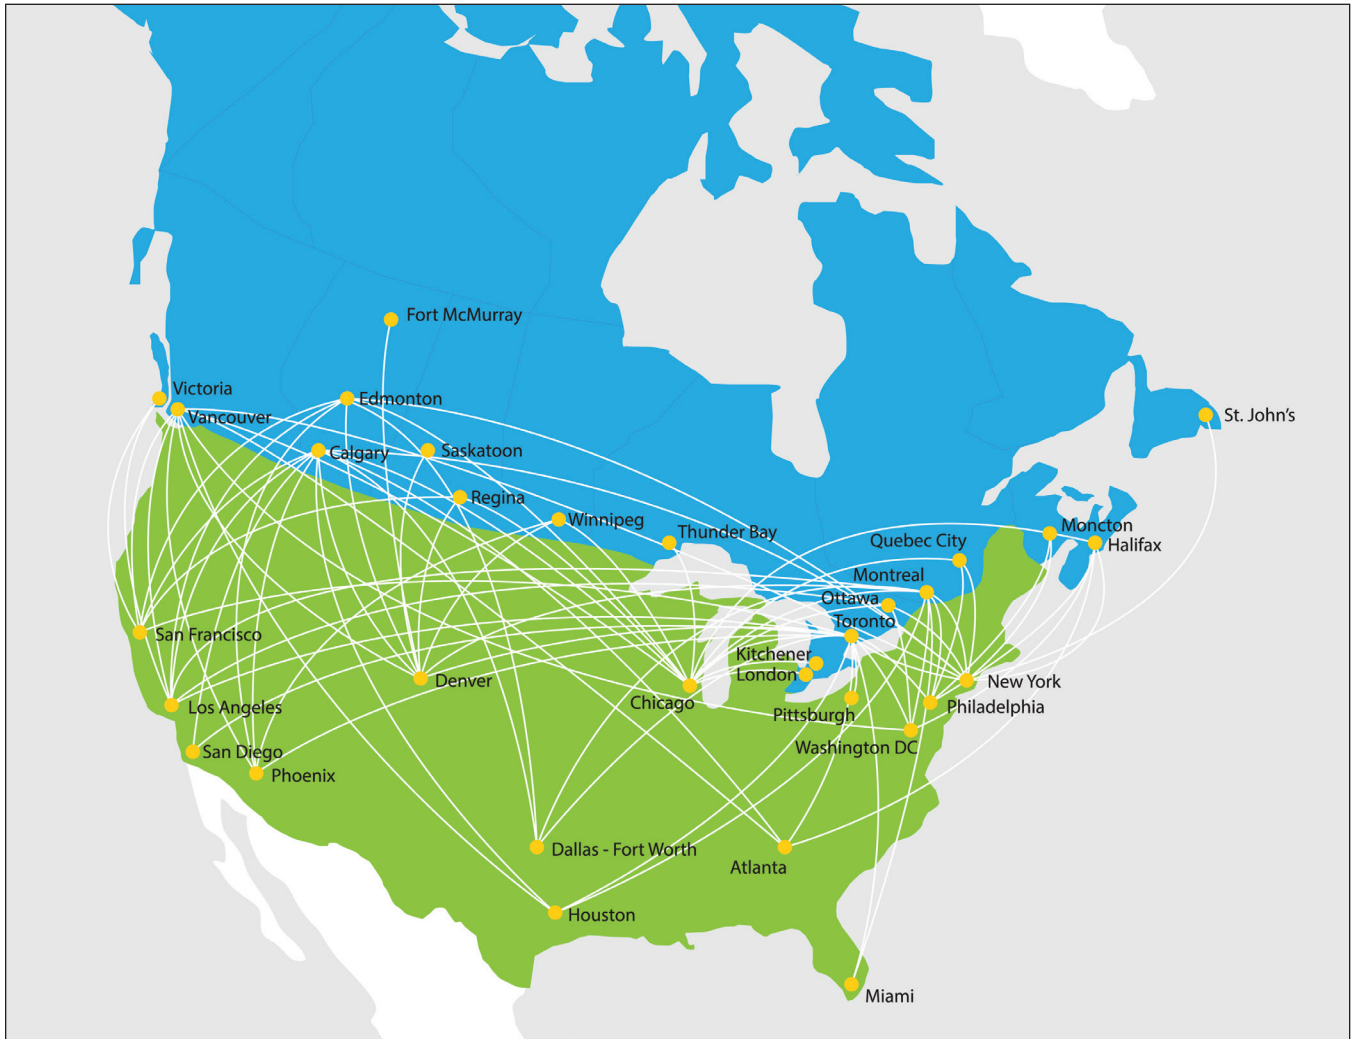 Fort McMurray
Victoria
Edmonton
Vancouver
St. John's
Calgary
Saskatoon
Regina
Winnipeg
Thunder Bay
Moncton
Quebec City
Halifax
Montreal
Ottawa
Toronto
San Francisco
Kitchener
London
Denver
New York
Chicago
Los Angeles
Philadelphia
Pittsburgh
Washington DC
San Diego
Phoenix
Dallas - Fort Worth
Atlanta
Houston
Miami